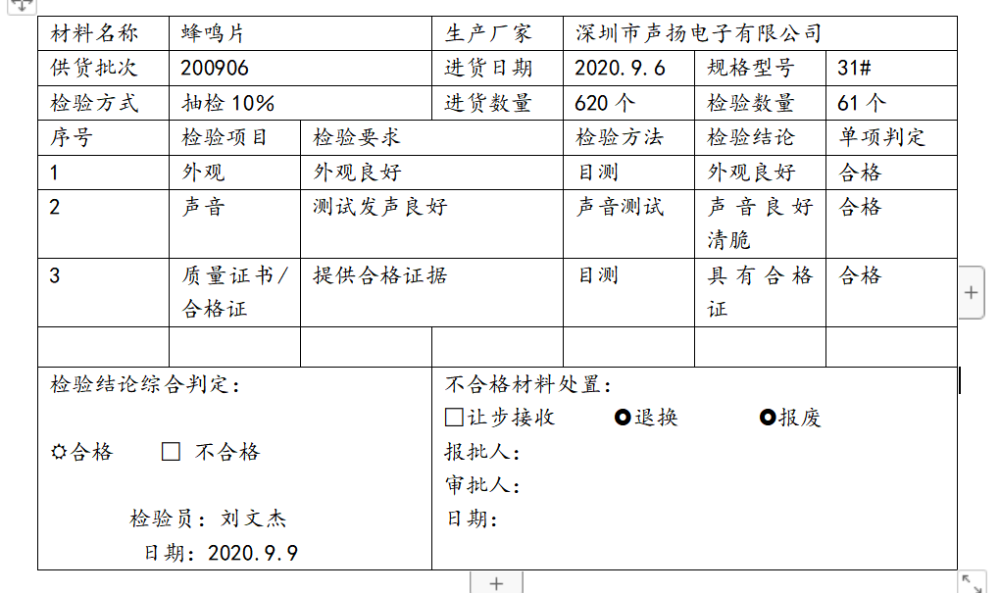 材料名称 蜂鸣片 生产厂家 深圳市声扬电子有限公司
供货批次 200906 进货日期 2020.9.6 规格型号 31#
检验方式 抽检10% 进货数量 620个 检验数量 61个
序号 检验项目 检验要求 检验方法 检验结论 单项判定
1 外观 外观良好 目测 外观良好 合格
2 声音 测试发声良好 声音测试 声音良好 合格
清脆
3 质量证书/ 提供合格证据 目测 具有合格 合格
合格证 证
检验结论综合判定：
☼合格 □ 不合格
检验员：刘文杰
日期：2020.9.9
不合格材料处置：
□让步接收 ⭘退换 ⭘报废
报批人：
审批人：
日期：